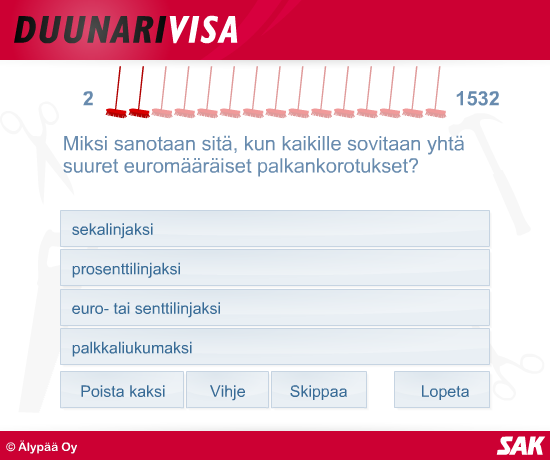 DUUNARIVISA
2
1532
Miksi sanotaan sitä, kun kaikille sovitaan yhtä
suuret euromääräiset palkankorotukset?
sekalinjaksi
prosenttilinjaksi
euro- tai senttilinjaksi
palkkaliukumaksi
Poista kaksi
Vihje
Skippaa
Lopeta
© Älypää Oy
SAK